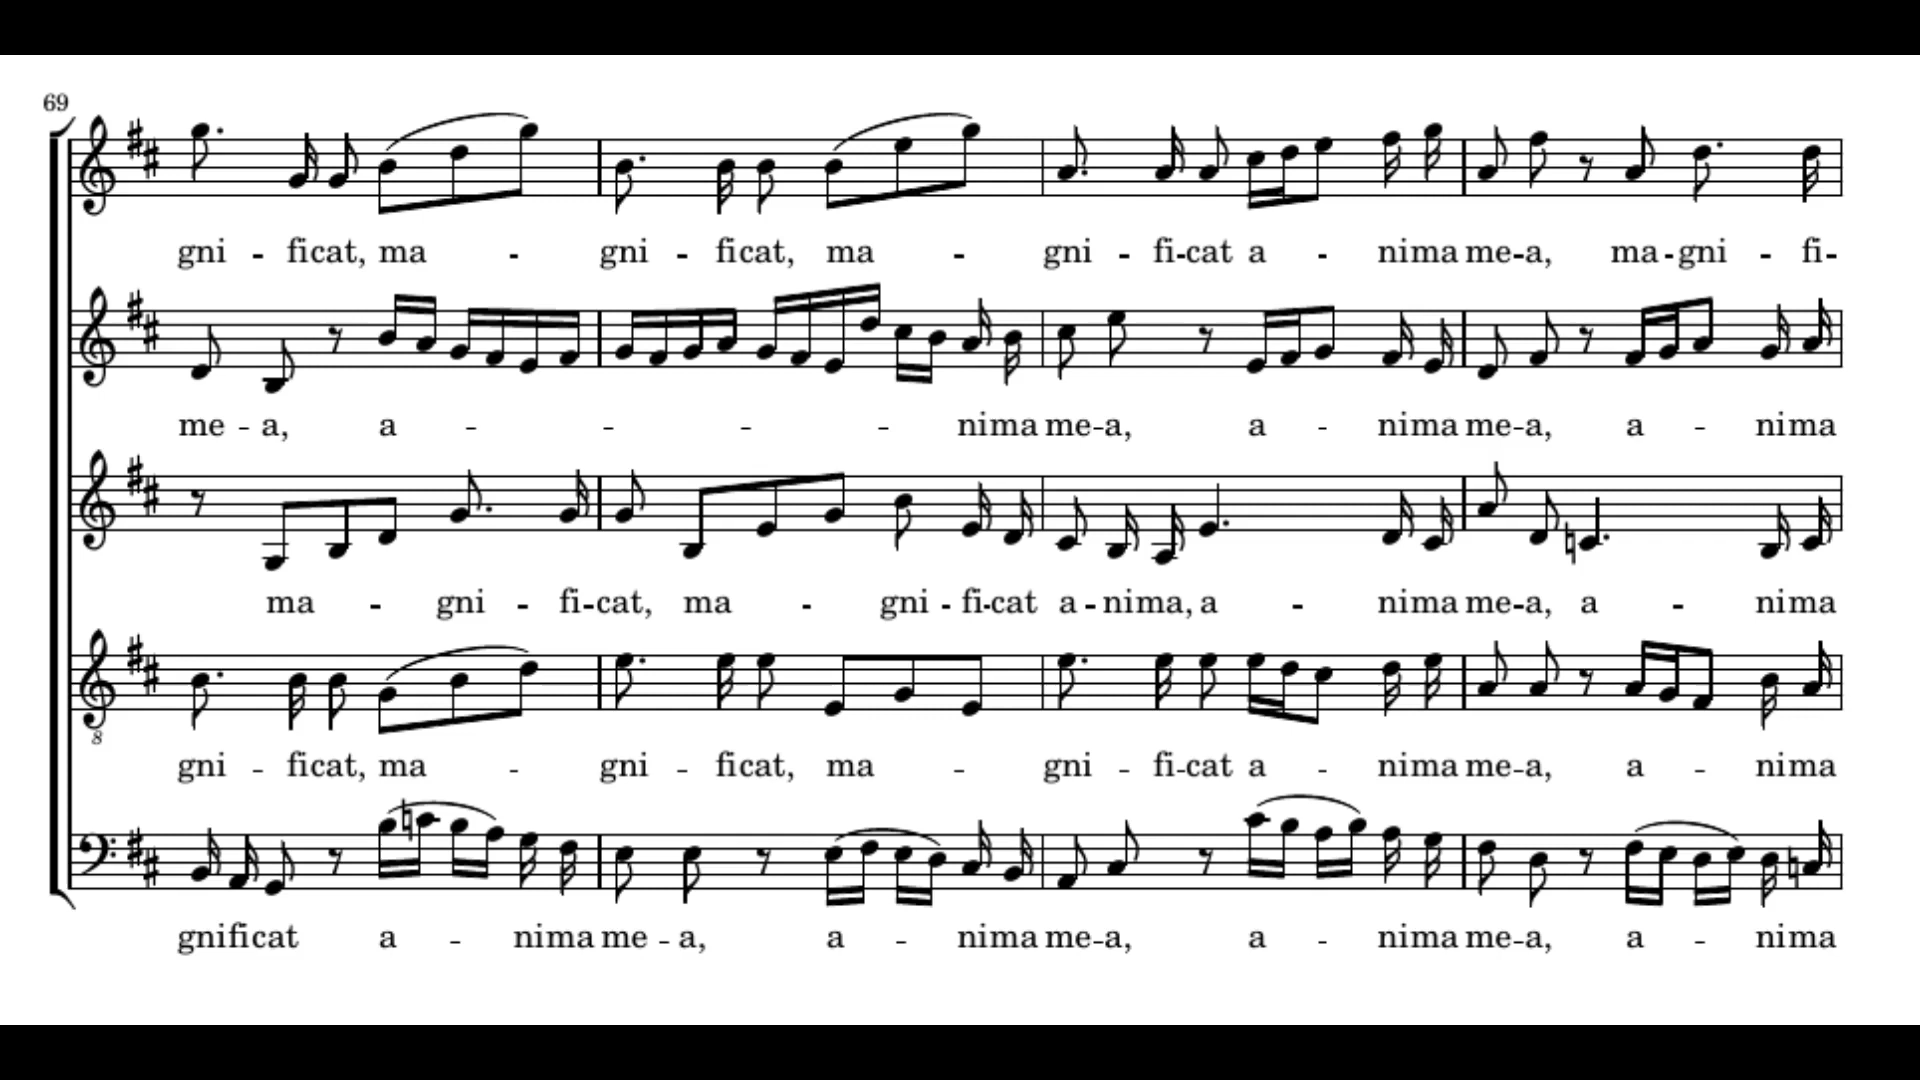 69
gni - ficat, ma - gni - ficat, ma - gni - fi-cat a - nima me-a, ma-gni - fi-
me - a, a - - - - nima me-a, a - nima me-a, a - nima
ma - gni - fi-cat, ma - gni - fi-cat a-nima, a - nima me-a, a - nima
8
gni - ficat, ma - gni - ficat, ma - gni - fi-cat a - nima me-a, a - nima
gnificat a - nima me - a, a - nima me-a, a - nima me-a, a - nima